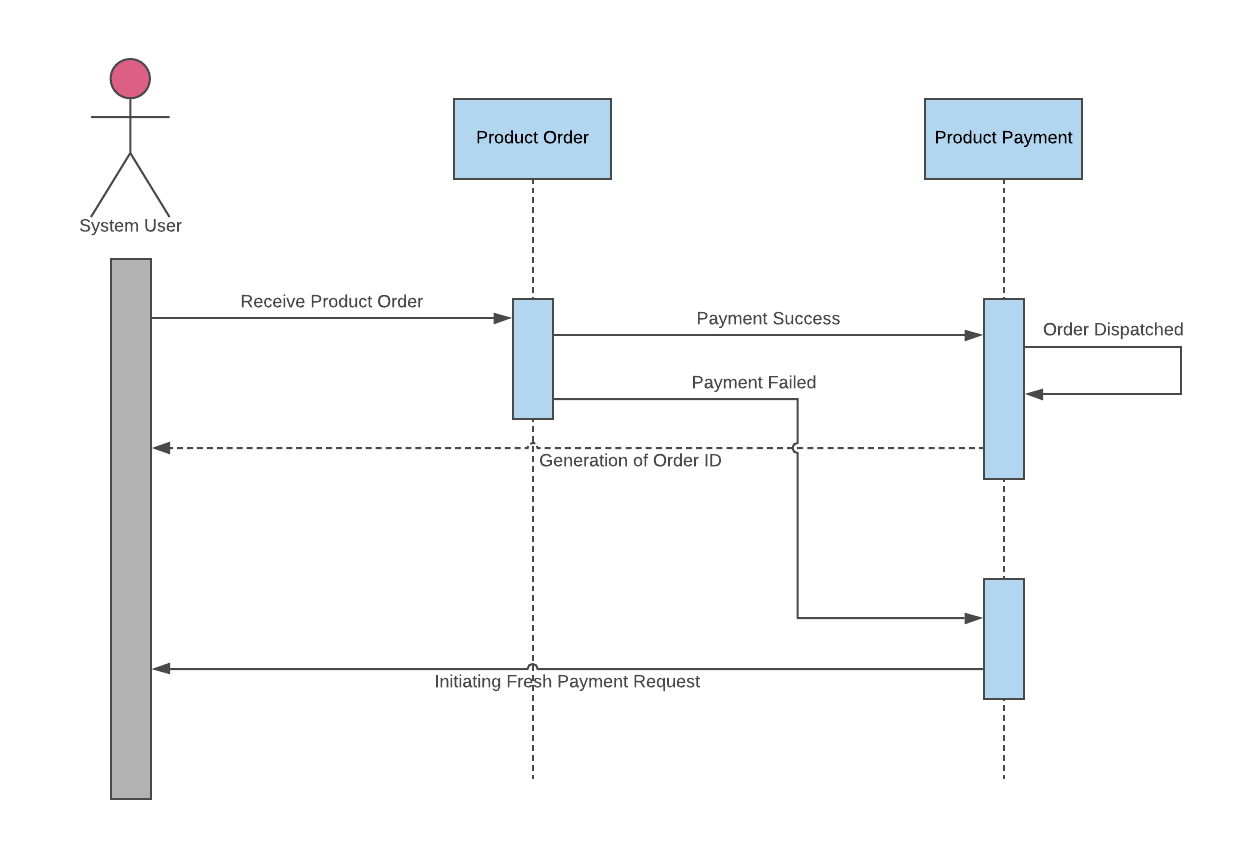 Product Order
Product Payment
System User
Receive Product Order
Payment Success
Order Dispatched
Payment Failed
Generation of Order ID
Initiating Fresh Payment Request